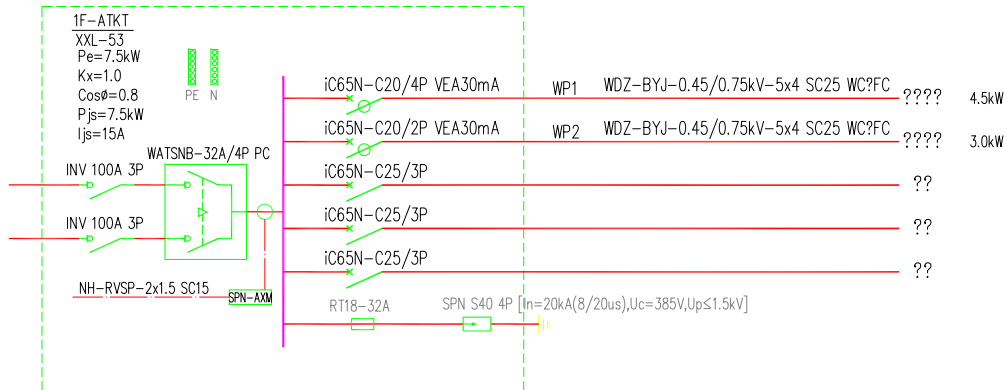 1F-ATKT
XXL-53
Pe=7.5kW
Kx=1.0
Cosø=0.8
Pjs=7.5kW
Ijs=15A
PE N
WATSNB-32A/4P PC
INV 100A 3P
INV 100A 3P
NH-RVSP-2x1.5 SC15
SPN-AXM
iC65N-C20/4P VEA30mA WP1 WDZ-BYJ-0.45/0.75kV-5x4 SC25 WC?FC ???? 4.5kW
iC65N-C20/2P VEA30mA WP2 WDZ-BYJ-0.45/0.75kV-5x4 SC25 WC?FC ???? 3.0kW
iC65N-C25/3P ??
iC65N-C25/3P ??
iC65N-C25/3P ??
RT18-32A SPN S40 4P [In=20kA(8/20us),Uc=385V,Up≤1.5kV]